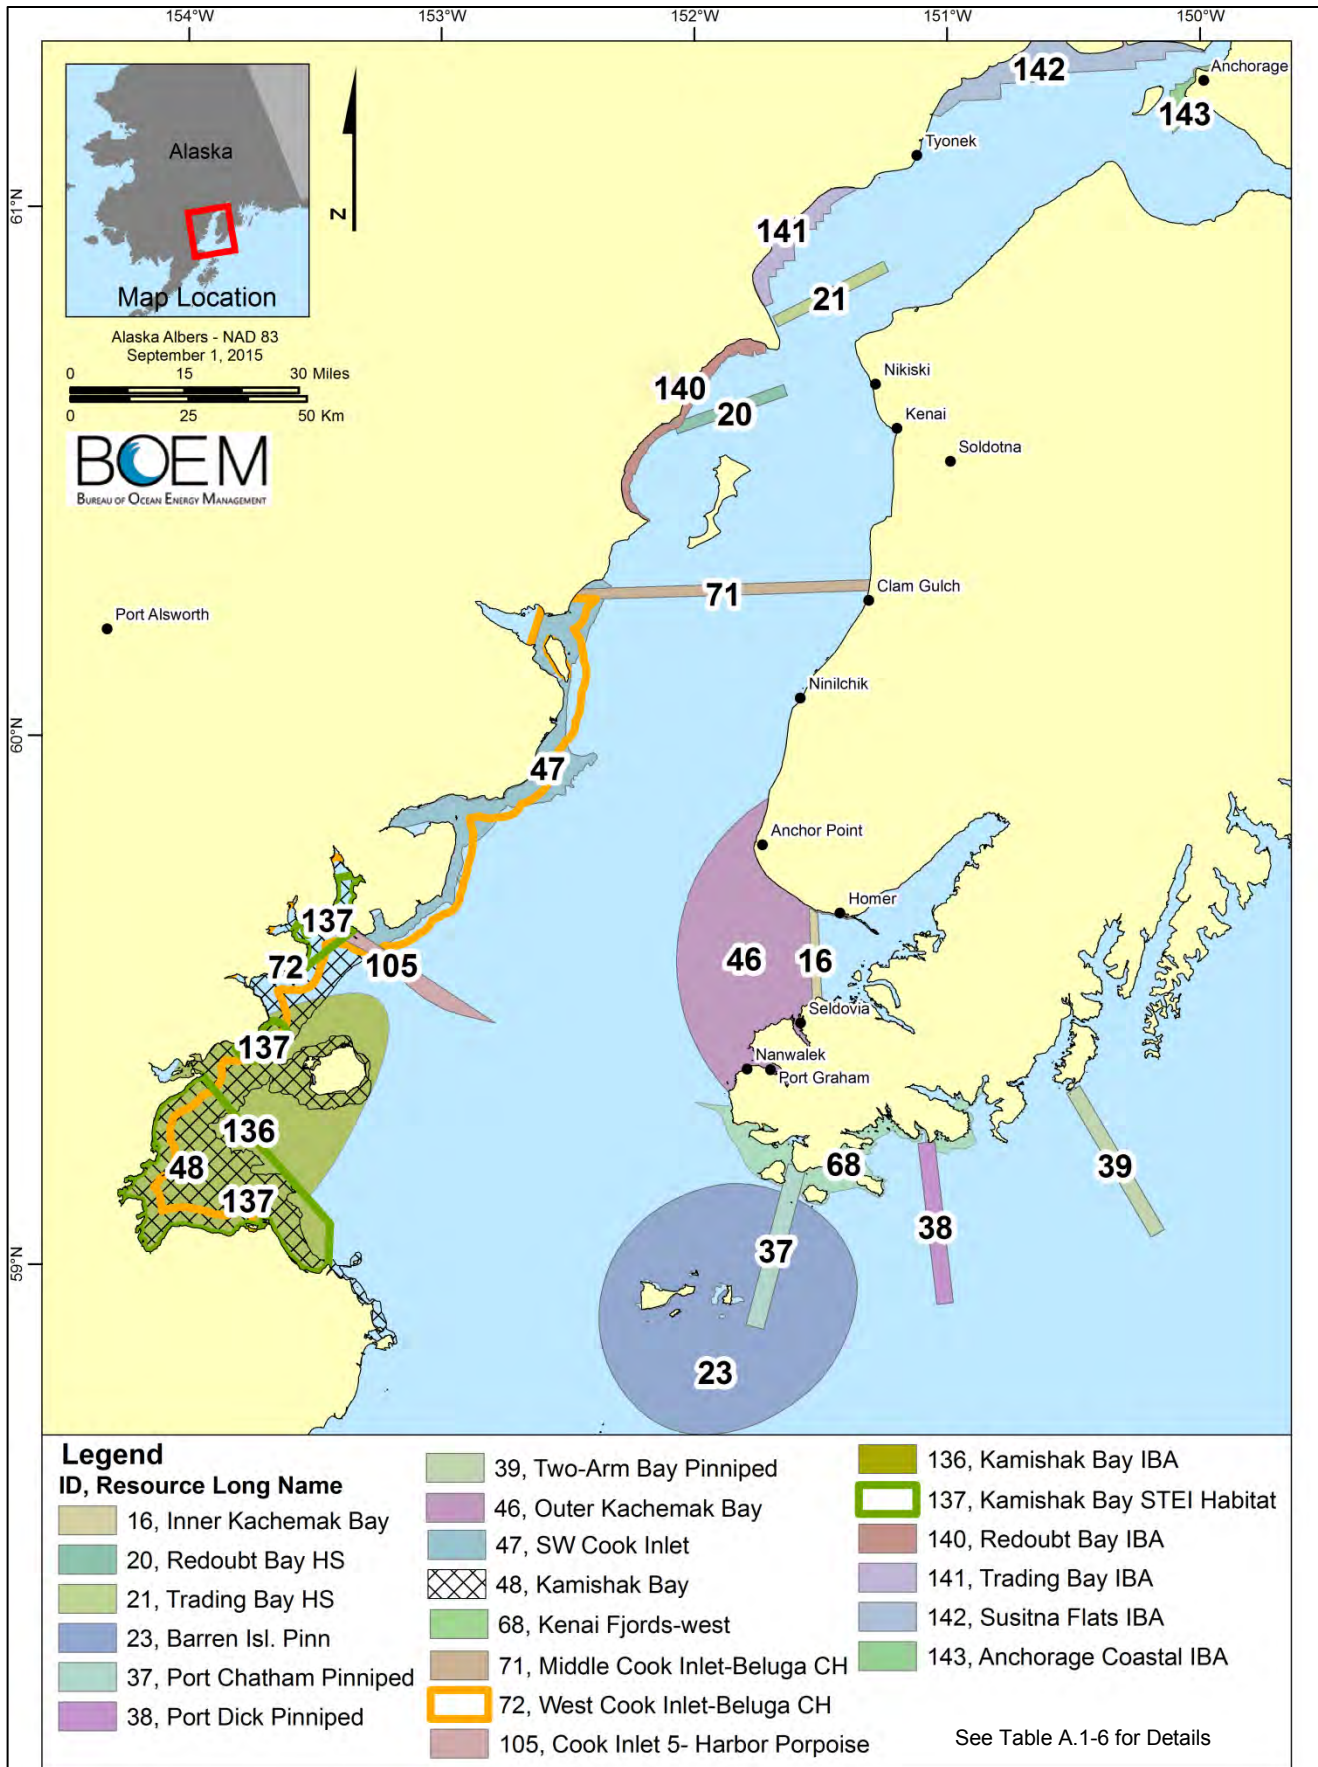 154°W
153°W
152°W
151°W
150°W
61°N
60°N
59°N
Alaska
Map Location
N
Alaska Albers - NAD 83
September 1, 2015
0 15 30 Miles
0 25 50 Km
BOEM
BUREAU OF OCEAN ENERGY MANAGEMENT
142
Anchorage
143
Tyonek
141
21
140
20
Nikiski
Kenai
Soldotna
71
Clam Gulch
Port Alsworth
Ninilchik
47
Anchor Point
Homer
137
72
105
46
16
Seldovia
137
Nanwalek
Port Graham
136
48
137
68
39
37
38
23
Legend
ID, Resource Long Name
16, Inner Kachemak Bay
20, Redoubt Bay HS
21, Trading Bay HS
23, Barren Isl. Pinn
37, Port Chatham Pinniped
38, Port Dick Pinniped
39, Two-Arm Bay Pinniped
46, Outer Kachemak Bay
47, SW Cook Inlet
48, Kamishak Bay
68, Kenai Fjords-west
71, Middle Cook Inlet-Beluga CH
72, West Cook Inlet-Beluga CH
105, Cook Inlet 5- Harbor Porpoise
136, Kamishak Bay IBA
137, Kamishak Bay STEI Habitat
140, Redoubt Bay IBA
141, Trading Bay IBA
142, Susitna Flats IBA
143, Anchorage Coastal IBA
See Table A.1-6 for Details